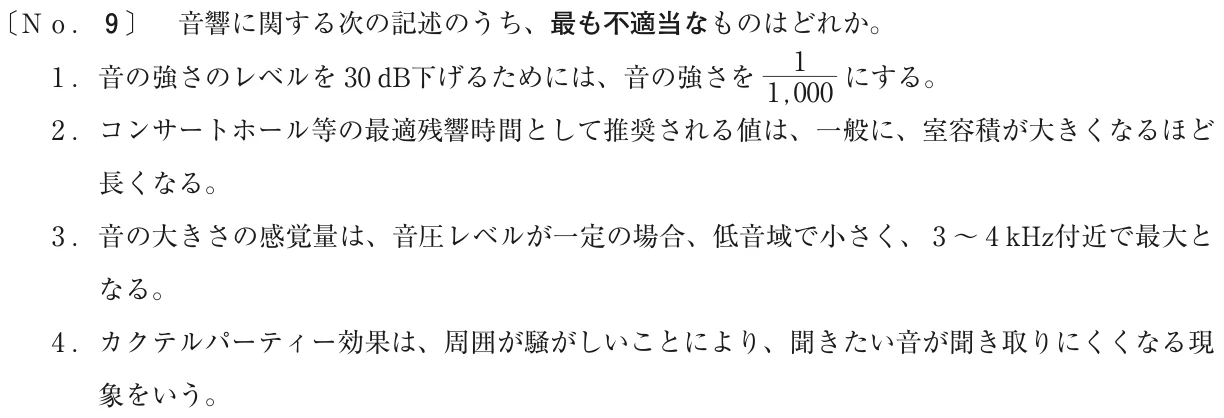 〔No. 9〕 音響に関する次の記述のうち、最も不適当なものはどれか。
1. 音の強さのレベルを 30 dB下げるためには、音の強さを 1/1,000 にする。
2. コンサートホール等の最適残響時間として推奨される値は、一般に、室容積が大きくなるほど
長くなる。
3. 音の大きさの感覚量は、音圧レベルが一定の場合、低音域で小さく、3～4 kHz付近で最大と
なる。
4. カクテルパーティー効果は、周囲が騒がしいことにより、聞きたい音が聞き取りにくくなる現
象をいう。